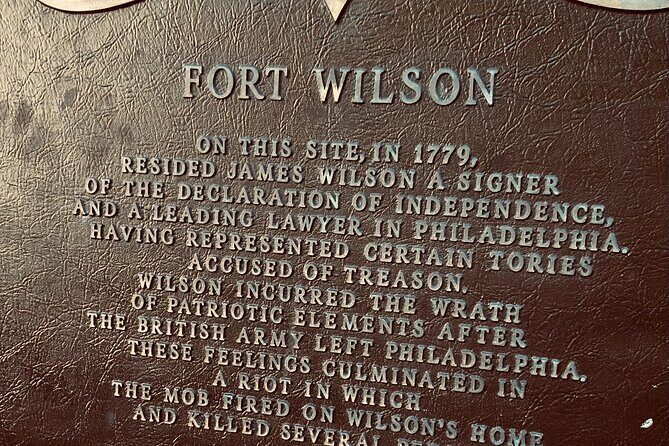 FORT WILSON
ON THIS SITE, IN 1779,
RESIDED JAMES WILSON A SIGNER
OF THE DECLARATION OF INDEPENDENCE,
AND A LEADING LAWYER IN PHILADELPHIA.
HAVING REPRESENTED CERTAIN TORIES
ACCUSED OF TREASON.
WILSON INCURRED THE WRATH
OF PATRIOTIC ELEMENTS AFTER
THE BRITISH ARMY LEFT PHILADELPHIA.
THESE FEELINGS CULMINATED IN
A RIOT IN WHICH
THE MOB FIRED ON WILSON'S HOME
AND KILLED SEVERAL